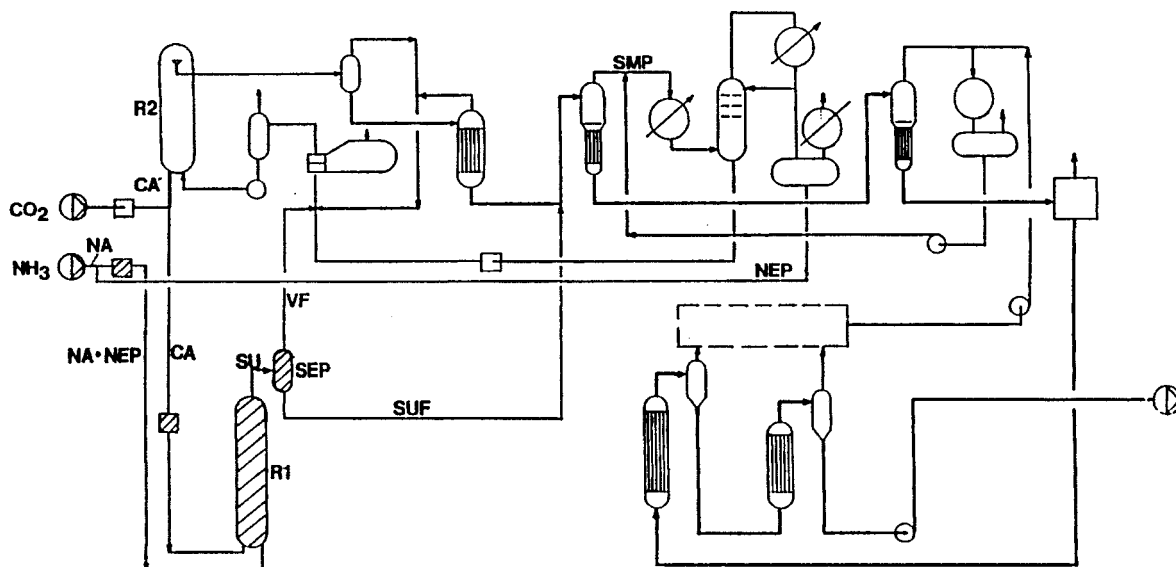 SMP
R2
CA'
CO2
NA
NH3
NEP
VF
NA·NEP
CA
SU
SEP
SUF
R1